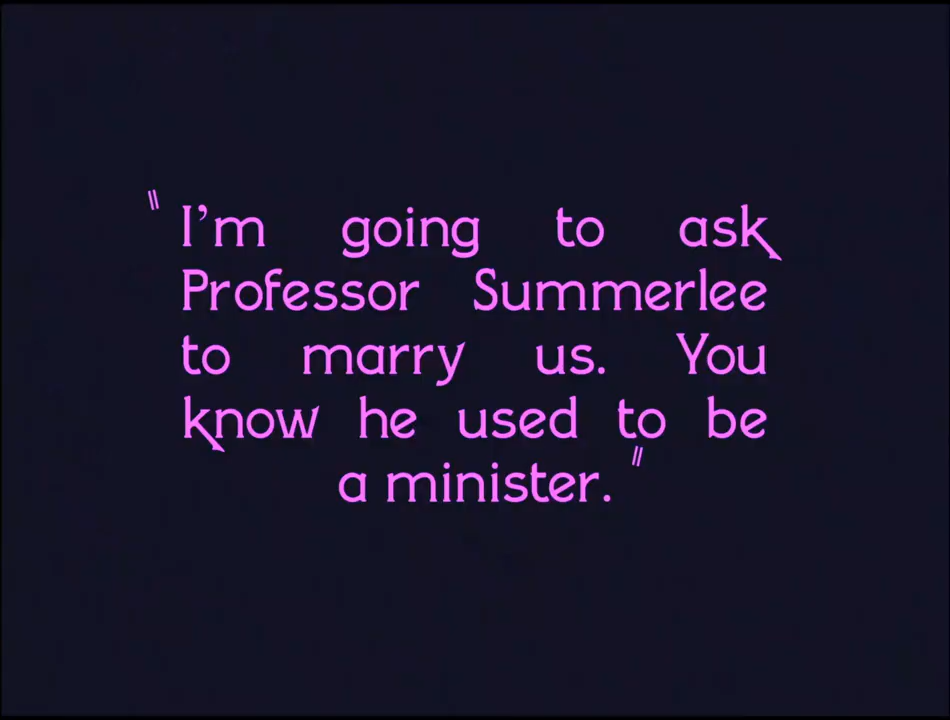 "I'm going to ask
Professor Summerlee
to marry us. You
know he used to be
a minister."